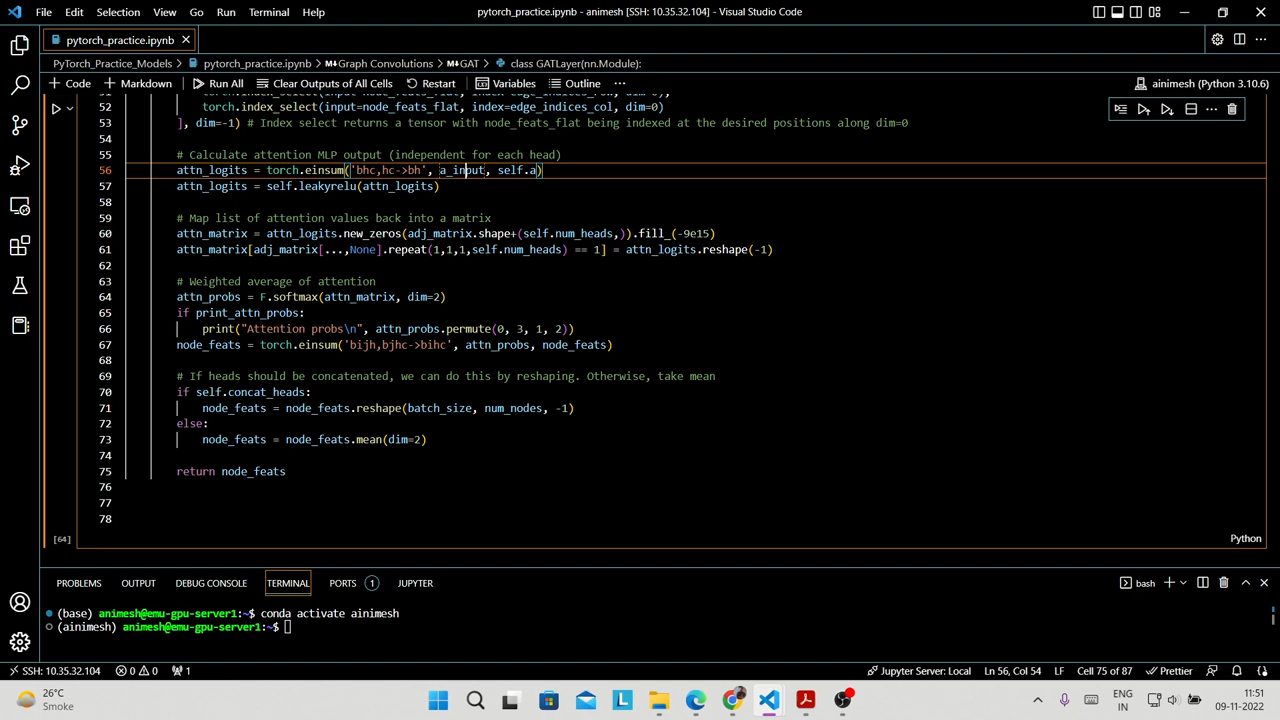 File Edit Selection View Go Run Terminal Help pytorch_practice.ipynb - animesh [SSH: 10.35.32.104] - Visual Studio Code
pytorch_practice.ipynb
PyTorch_Practice_Models > pytorch_practice.ipynb > Graph Convolutions > GAT > class GATLayer(nn.Module):
+ Code + Markdown Run All Clear Outputs of All Cells Restart Variables Outline ... ainimesh (Python 3.10.6)
52 torch.index_select(input=node_feats_flat, index=edge_indices_col, dim=0)
53 ], dim=-1) # Index select returns a tensor with node_feats_flat being indexed at the desired positions along dim=0
54
55 # Calculate attention MLP output (independent for each head)
56 attn_logits = torch.einsum('bhc,hc->bh', a_input, self.a)
57 attn_logits = self.leakyrelu(attn_logits)
58
59 # Map list of attention values back into a matrix
60 attn_matrix = attn_logits.new_zeros(adj_matrix.shape+(self.num_heads,)).fill_(-9e15)
61 attn_matrix[adj_matrix[...,None].repeat(1,1,1,self.num_heads) == 1] = attn_logits.reshape(-1)
62
63 # Weighted average of attention
64 attn_probs = F.softmax(attn_matrix, dim=2)
65 if print_attn_probs:
66 print("Attention probs\n", attn_probs.permute(0, 3, 1, 2))
67 node_feats = torch.einsum('bijh,bjhc->bihc', attn_probs, node_feats)
68
69 # If heads should be concatenated, we can do this by reshaping. Otherwise, take mean
70 if self.concat_heads:
71 node_feats = node_feats.reshape(batch_size, num_nodes, -1)
72 else:
73 node_feats = node_feats.mean(dim=2)
74
75 return node_feats
76
77
78
[64] Python
PROBLEMS OUTPUT DEBUG CONSOLE TERMINAL PORTS 1 JUPYTER bash
(base) animesh@emu-gpu-server1:~$ conda activate ainimesh
(ainimesh) animesh@emu-gpu-server1:~$
SSH: 10.35.32.104 0 0 1 Jupyter Server: Local Ln 56, Col 54 LF Cell 75 of 87 Prettier
26°C
Smoke
ENG
IN
11:51
09-11-2022